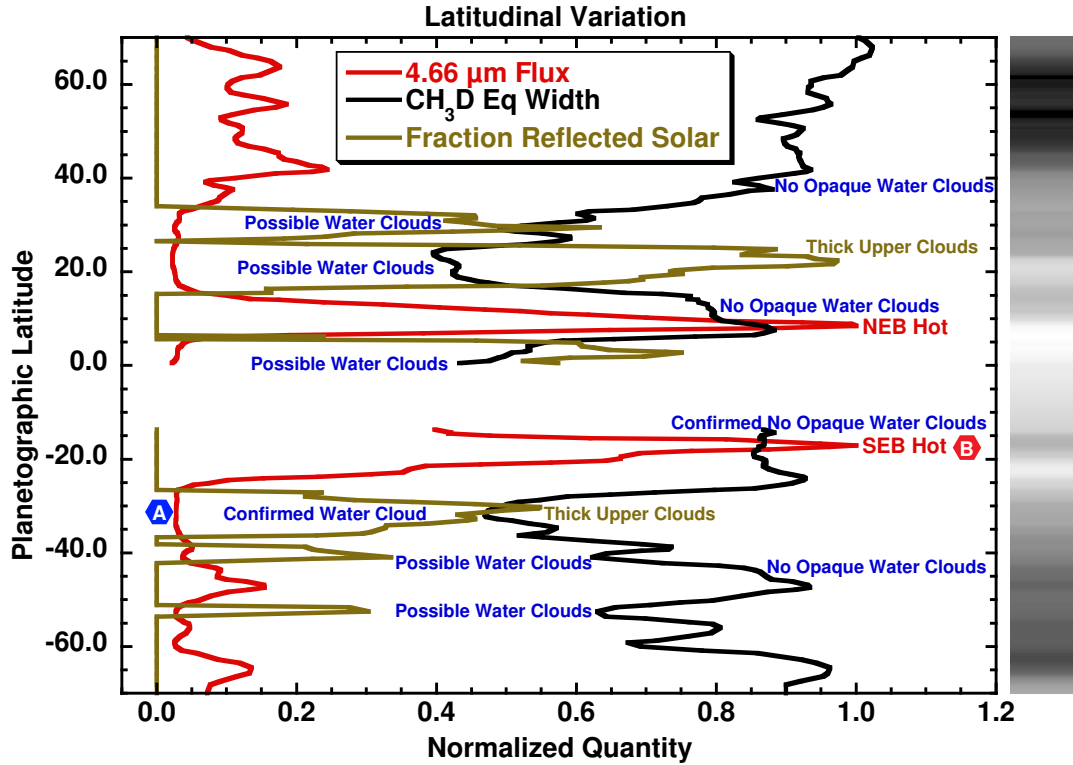 Latitudinal Variation
4.66 µm Flux
CH3D Eq Width
Fraction Reflected Solar
60.0
40.0
20.0
0.0
-20.0
-40.0
-60.0
Planetographic Latitude
No Opaque Water Clouds
Possible Water Clouds
Thick Upper Clouds
Possible Water Clouds
No Opaque Water Clouds
NEB Hot
Possible Water Clouds
Confirmed No Opaque Water Clouds
SEB Hot B
A Confirmed Water Cloud Thick Upper Clouds
Possible Water Clouds No Opaque Water Clouds
Possible Water Clouds
0.0 0.2 0.4 0.6 0.8 1.0 1.2
Normalized Quantity